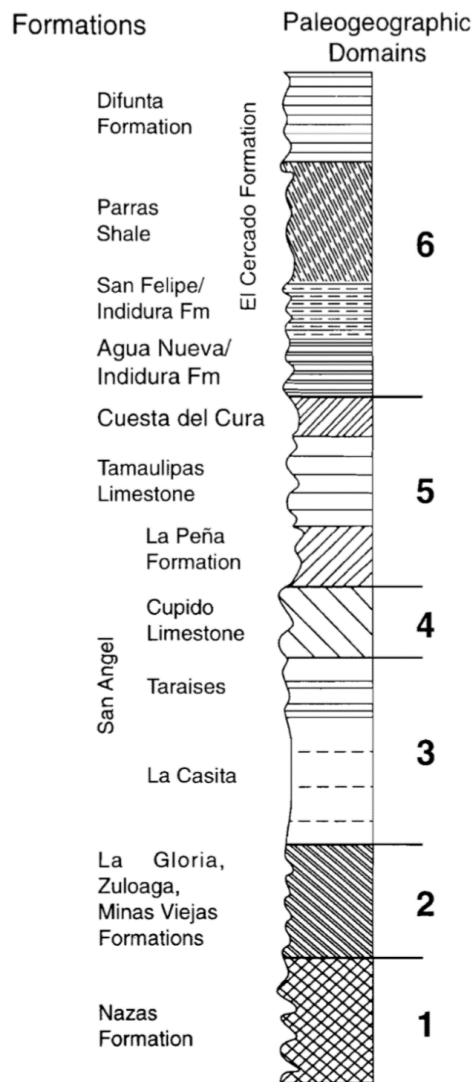 Formations
Paleogeographic
Domains
Difunta
Formation
El Cercado Formation
Parras
Shale
6
San Felipe/
Indidura Fm
Agua Nueva/
Indidura Fm
Cuesta del Cura
Tamaulipas
Limestone
5
La Peña
Formation
Cupido
Limestone
4
San Angel
Taraises
3
La Casita
La Gloria,
Zuloaga,
Minas Viejas
Formations
2
Nazas
Formation
1